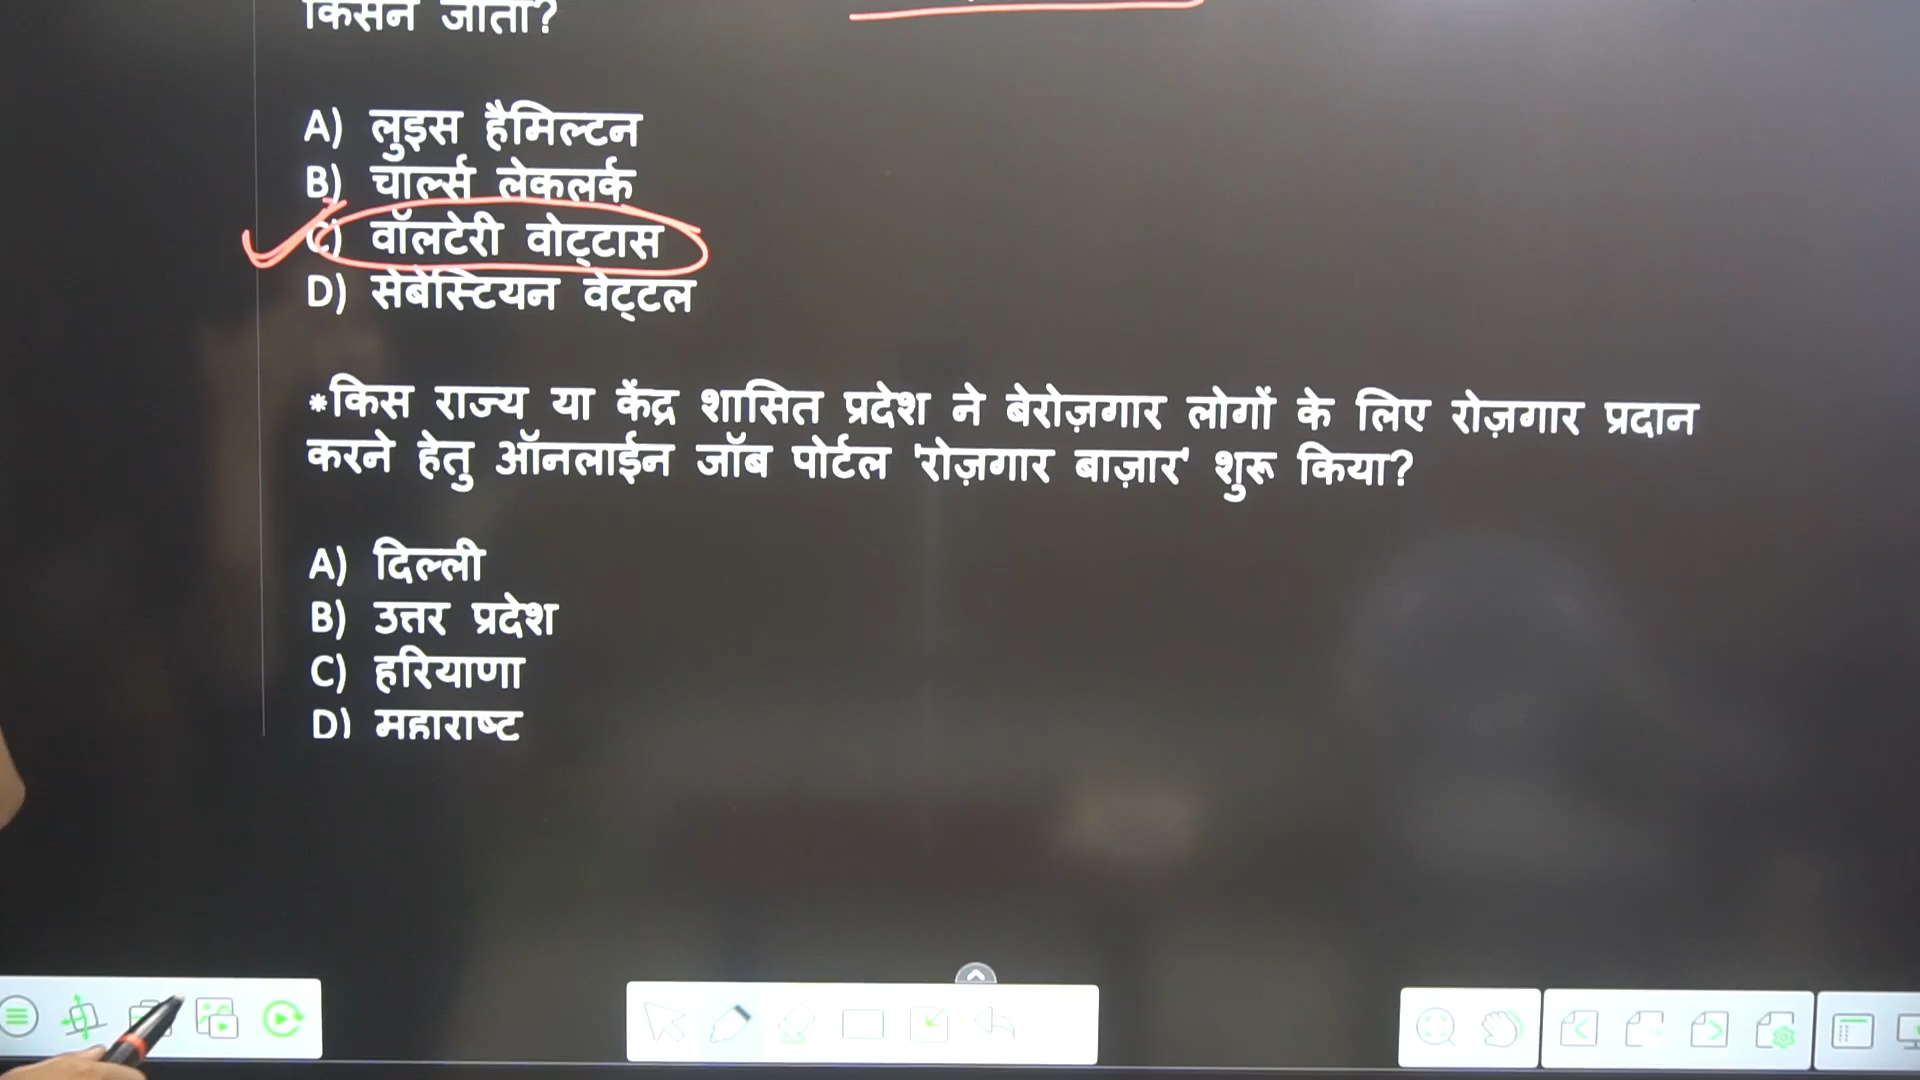 किसने जीता?
A) लुइस हैमिल्टन
B) चार्ल्स लेकलर्क
C) वॉलटेरी वोट्टास
D) सेबेस्टियन वेट्टल
*किस राज्य या केंद्र शासित प्रदेश ने बेरोज़गार लोगों के लिए रोज़गार प्रदान
करने हेतु ऑनलाईन जॉब पोर्टल 'रोज़गार बाज़ार' शुरू किया?
A) दिल्ली
B) उत्तर प्रदेश
C) हरियाणा
D) महाराष्ट्र